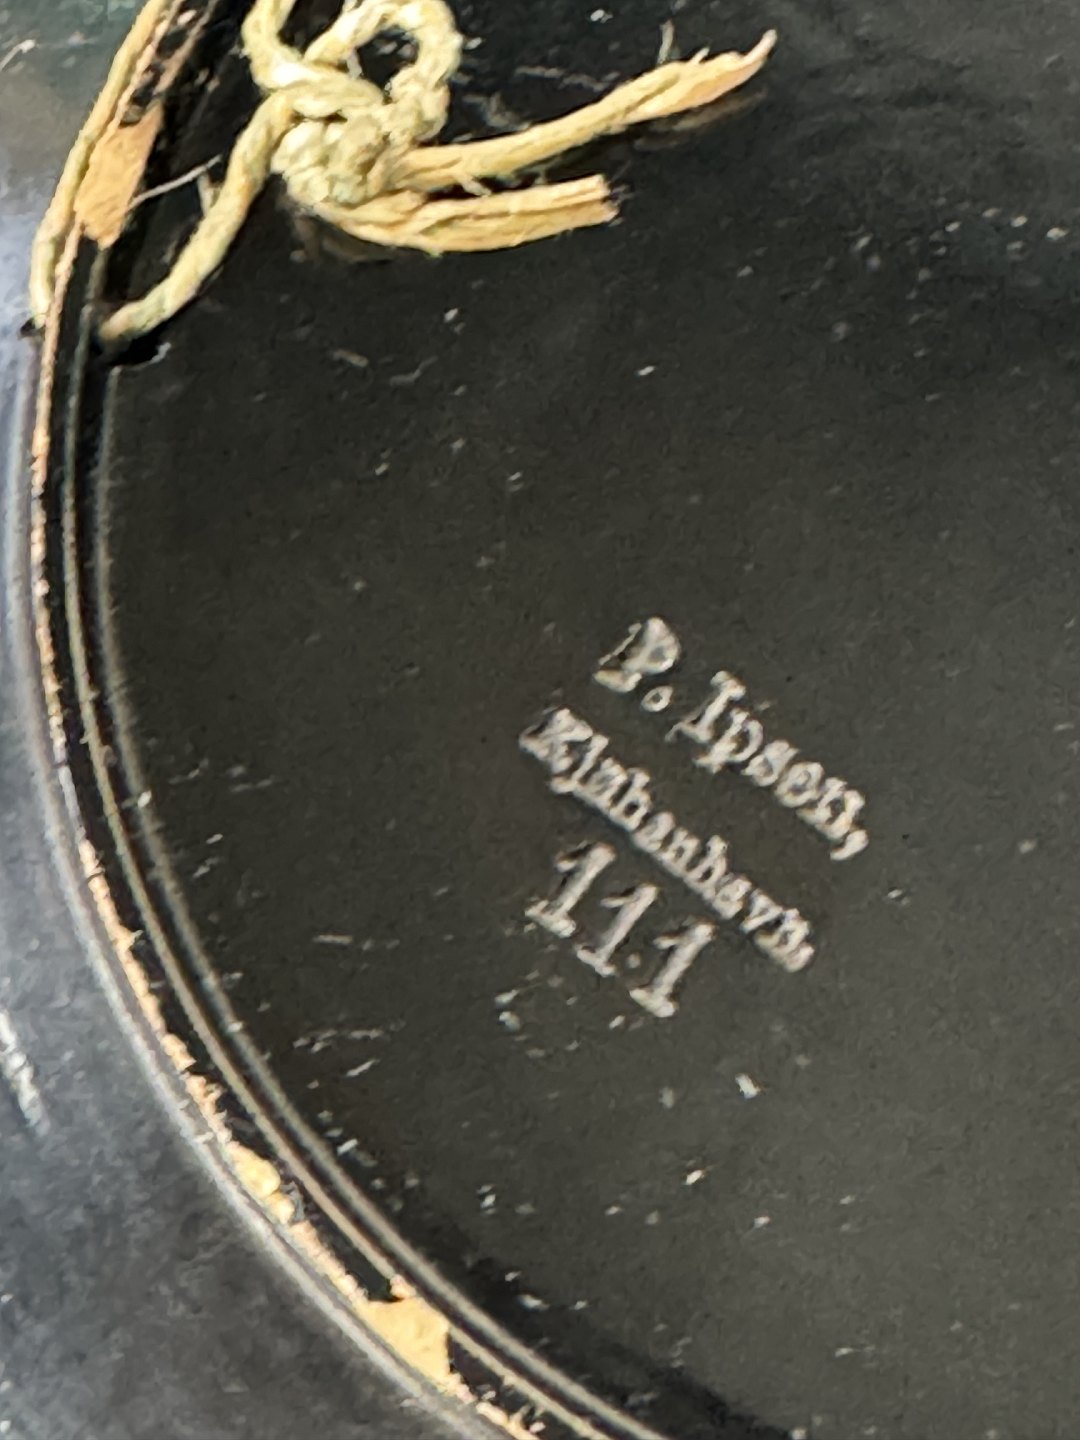 P. Ipsen,
Kjøbenhavn.
111